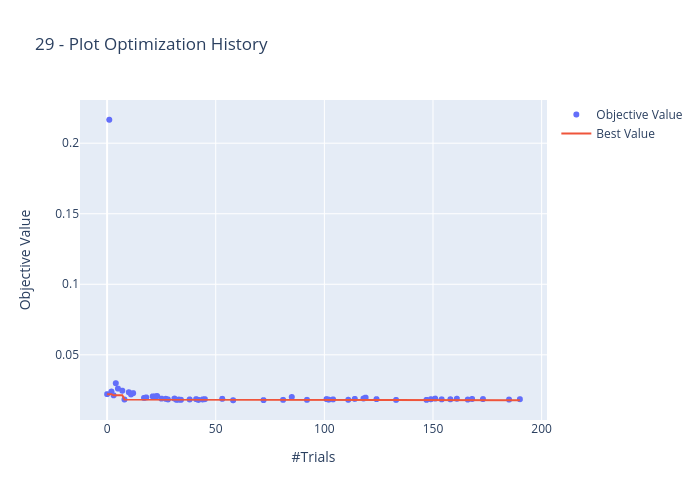 29 - Plot Optimization History
Objective Value
Best Value
0.2
0.15
0.1
0.05
Objective Value
0
50
100
150
200
#Trials